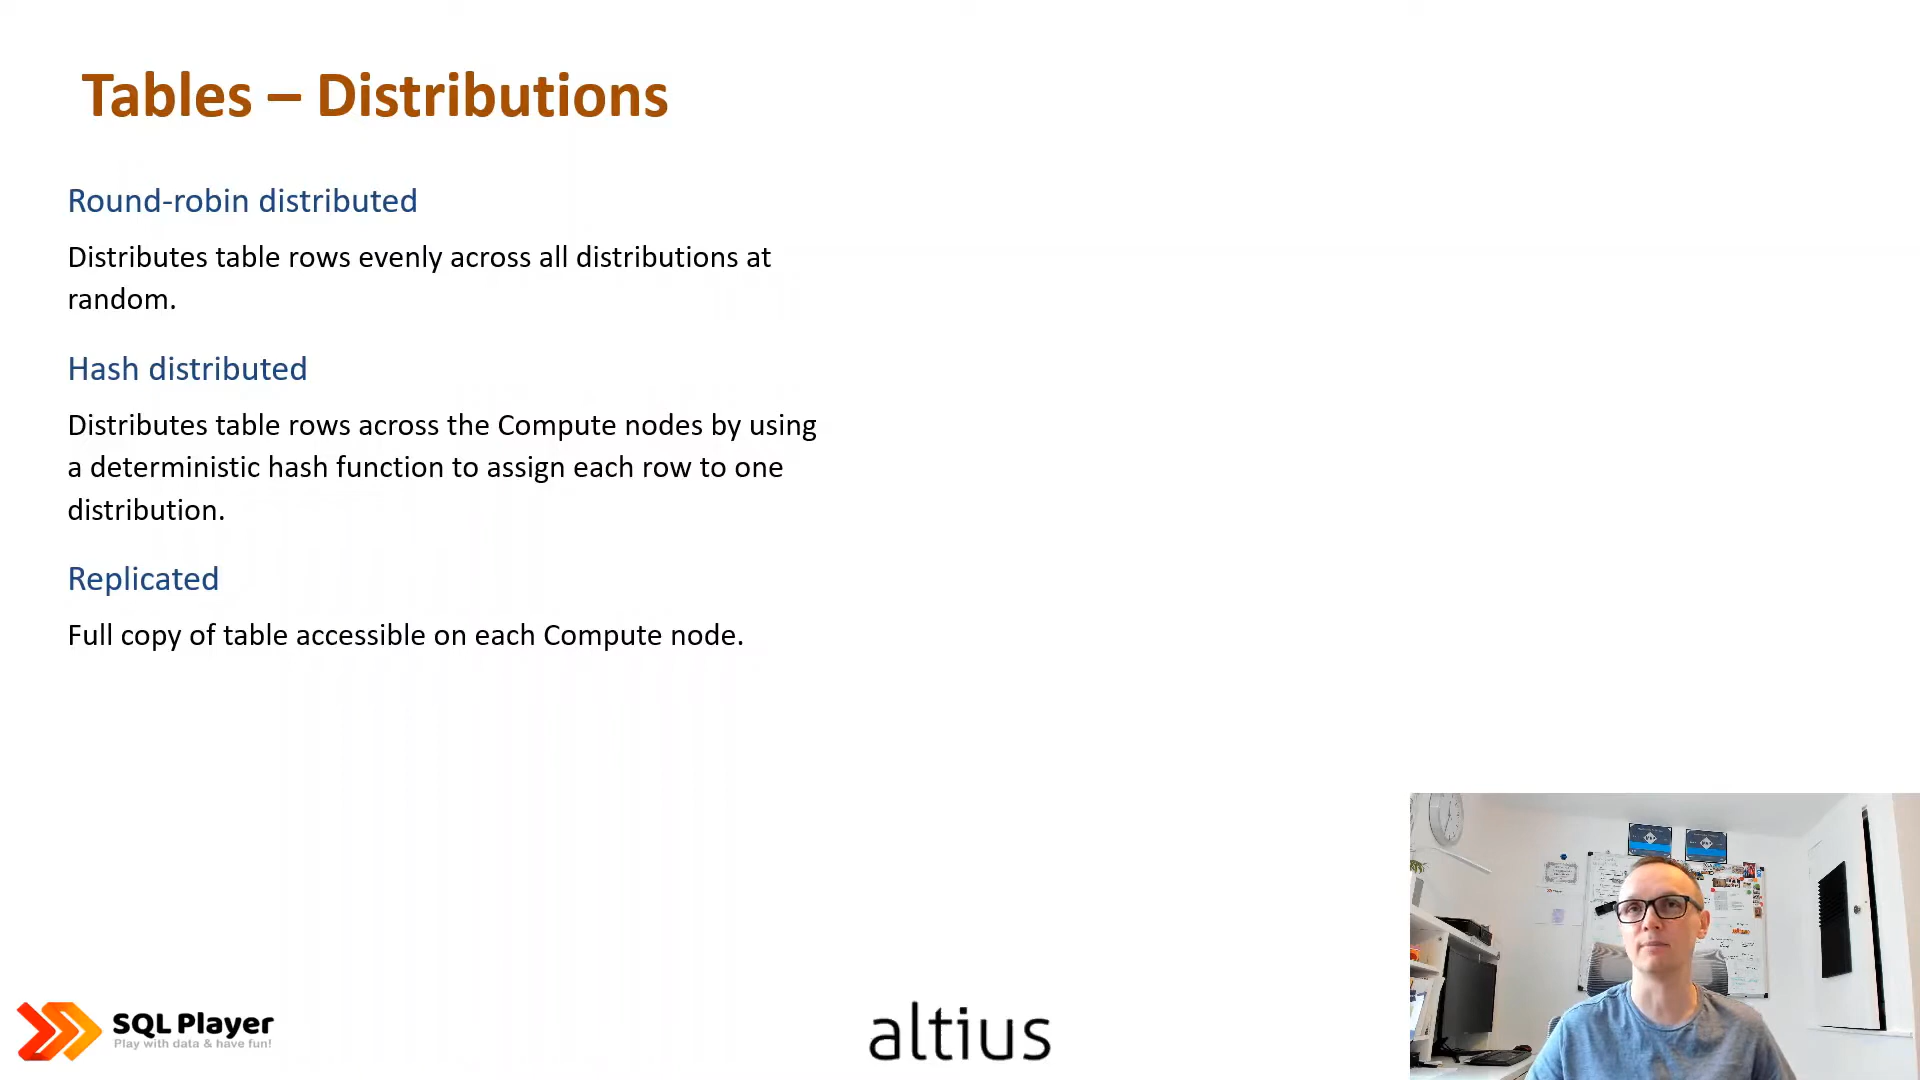 Tables – Distributions
Round-robin distributed
Distributes table rows evenly across all distributions at
random.
Hash distributed
Distributes table rows across the Compute nodes by using
a deterministic hash function to assign each row to one
distribution.
Replicated
Full copy of table accessible on each Compute node.
SQL Player
Play with data & have fun!
altius